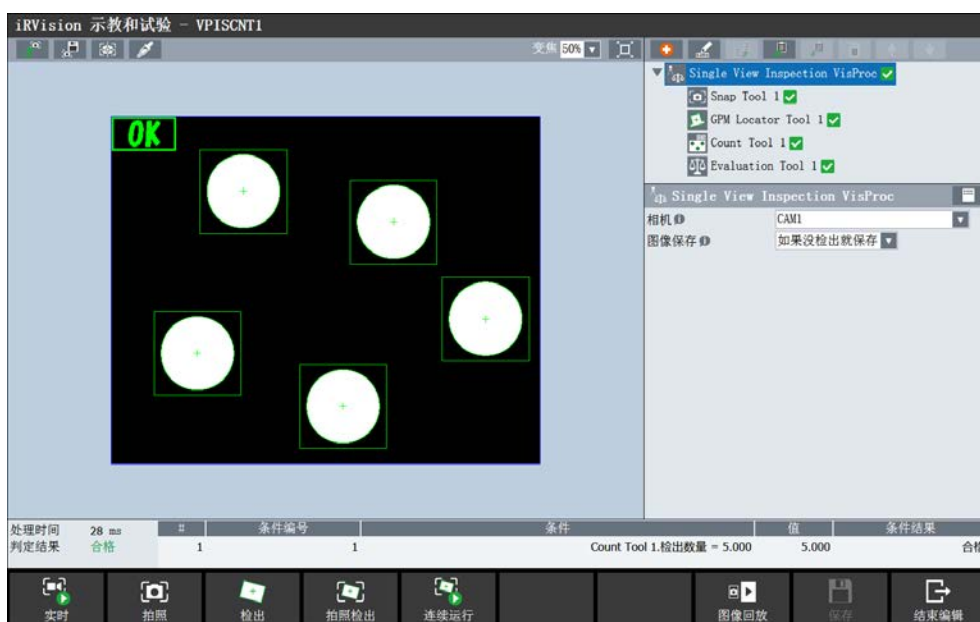 iRVision 示教和试验 - VPISCNT1
变焦 50%
OK
Single View Inspection VisProc
Snap Tool 1
GPM Locator Tool 1
Count Tool 1
Evaluation Tool 1
Single View Inspection VisProc
相机 CAM1
图像保存 如果没检出就保存
处理时间 28 ms
判定结果 合格
# 条件编号 条件 值 条件结果
1 1 Count Tool 1.检出数量 = 5.000 5.000 合格
实时 拍照 检出 拍照检出 连续运行 图像回放 保存 结束编辑